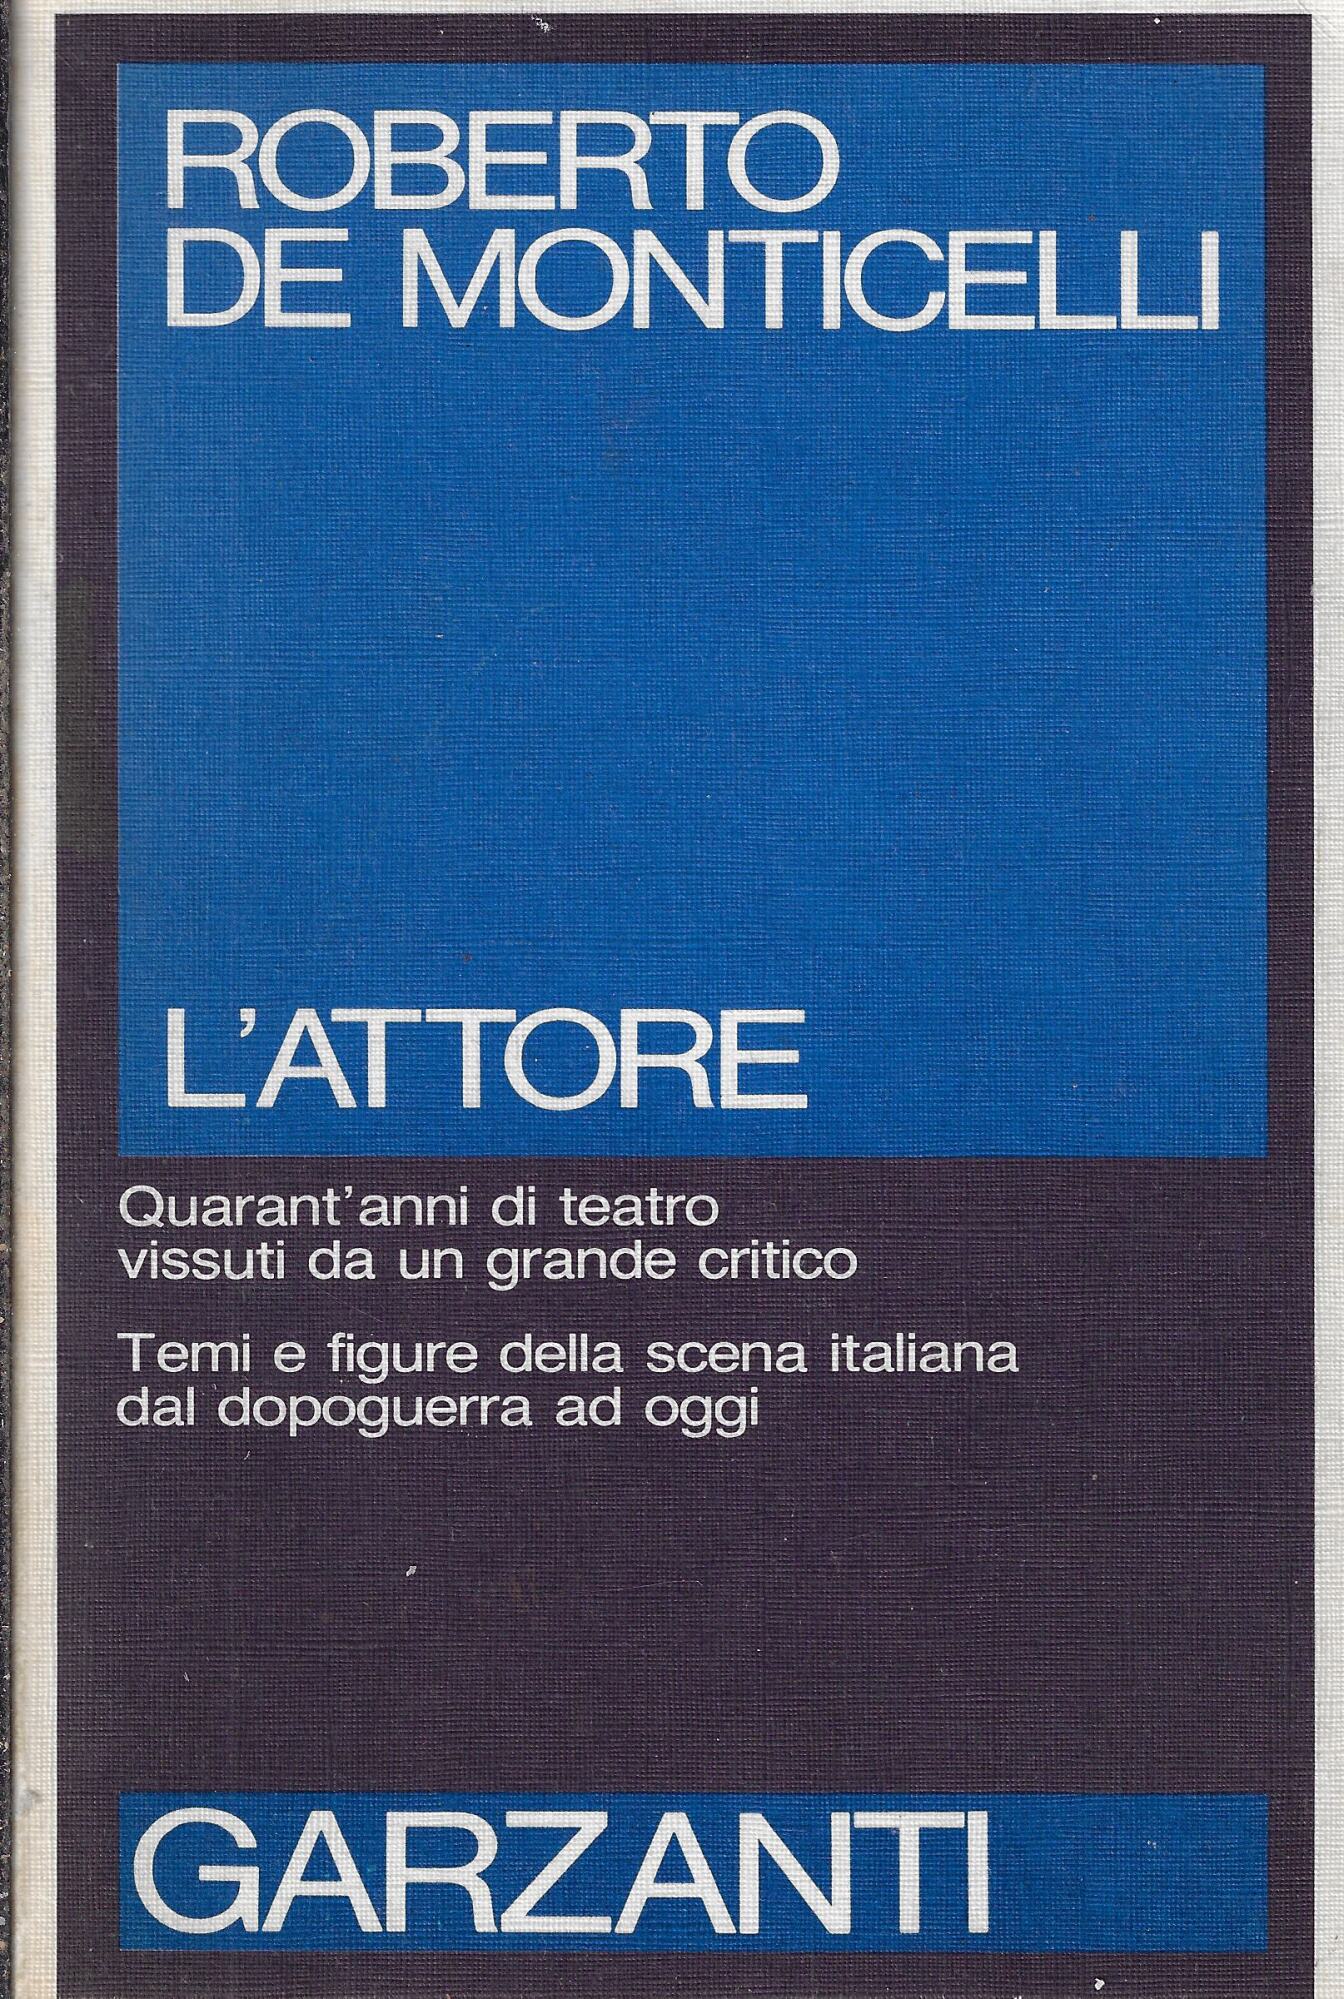 ROBERTO
DE MONTICELLI
L'ATTORE
Quarant'anni di teatro
vissuti da un grande critico
Temi e figure della scena italiana
dal dopoguerra ad oggi
GARZANTI